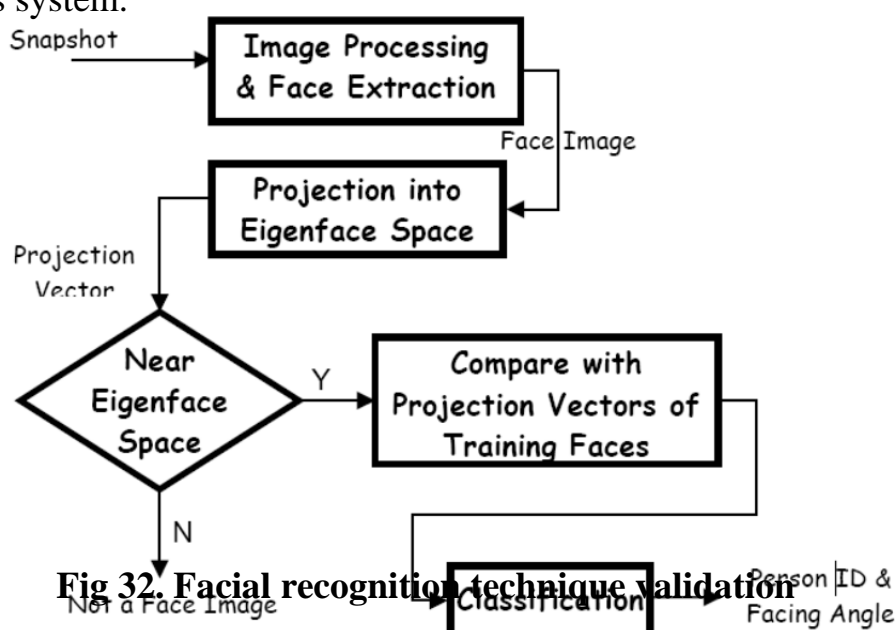 s system.
Snapshot
Image Processing
& Face Extraction
Face Image
Projection into
Eigenface Space
Projection
Vector
Near
Eigenface
Space
Y
Compare with
Projection Vectors of
Training Faces
N
Not a Face Image
Classification
Person ID &
Facing Angle
Fig 32. Facial recognition technique validation